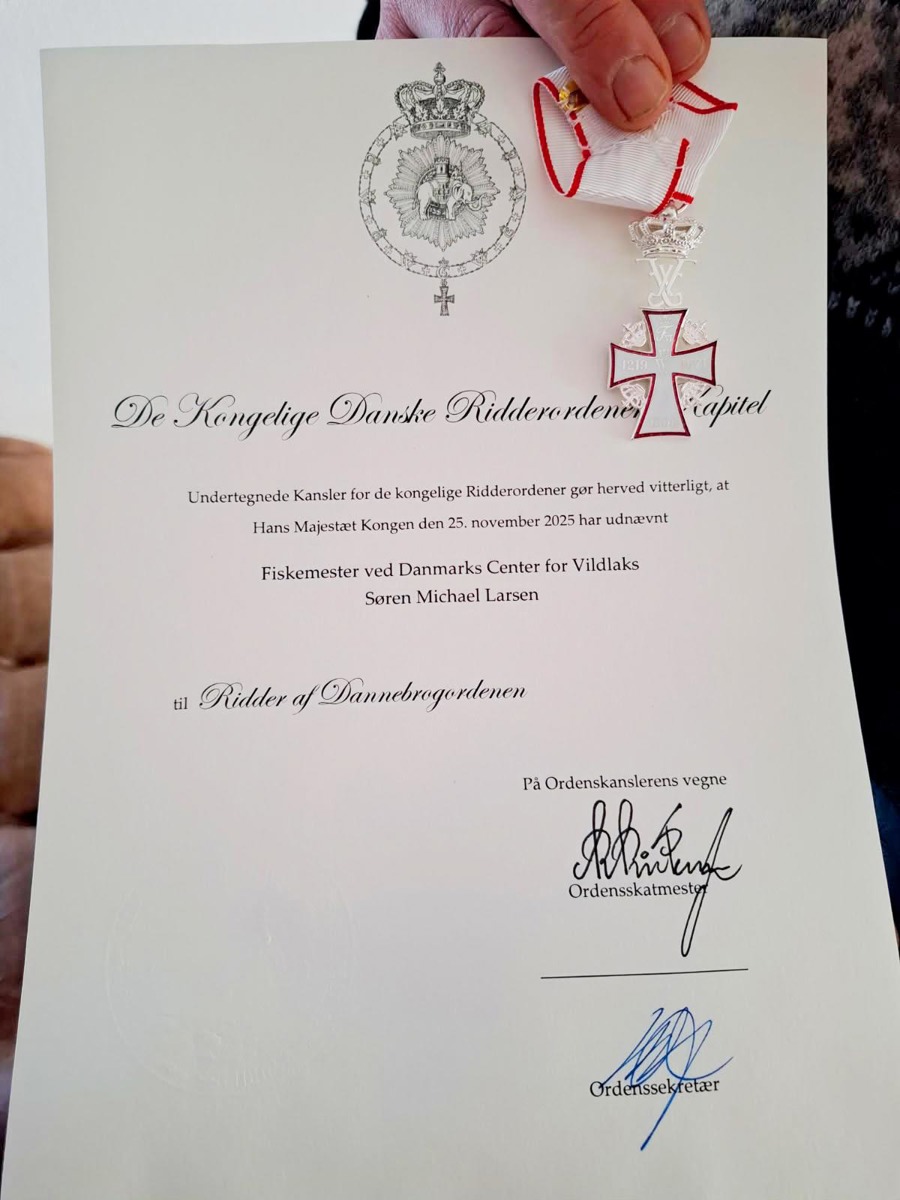 De Kongelige Danske Ridderordener Kapitel
Undertegnede Kansler for de kongelige Ridderordener gør herved vitterligt, at
Hans Majestæt Kongen den 25. november 2025 har udnævnt
Fiskemester ved Danmarks Center for Vildlaks
Søren Michael Larsen
til Ridder af Dannebrogordenen
På Ordenskanslerens vegne
Ordensskatmester
Ordenssekretær